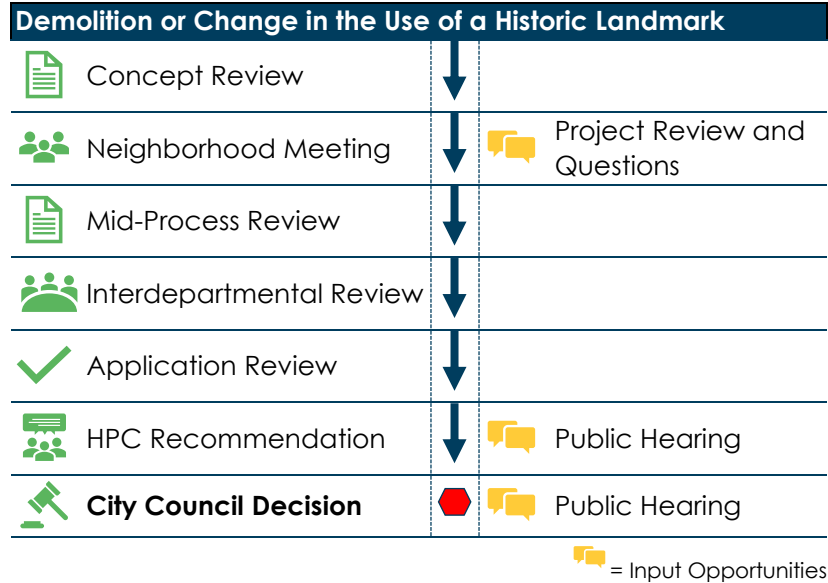 Demolition or Change in the Use of a Historic Landmark
Concept Review
Neighborhood Meeting
Project Review and
Questions
Mid-Process Review
Interdepartmental Review
Application Review
HPC Recommendation
Public Hearing
City Council Decision
Public Hearing
= Input Opportunities